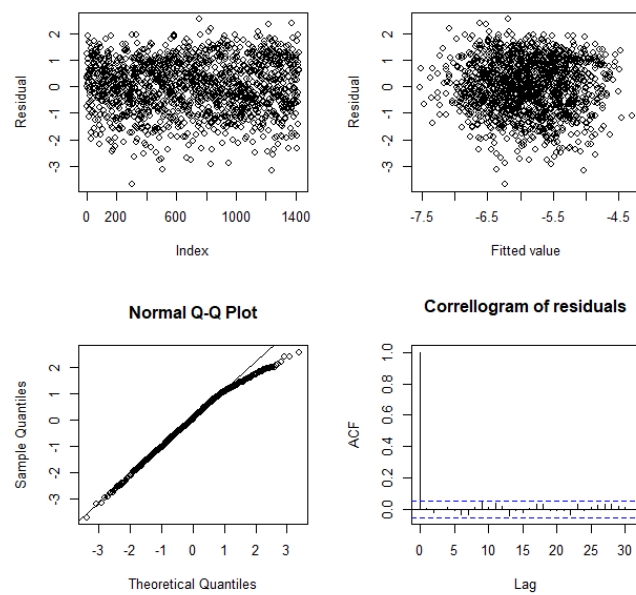 Residual
2
1
0
-1
-2
-3
0 200 600 1000 1400
Index
Residual
2
1
0
-1
-2
-3
-7.5 -6.5 -5.5 -4.5
Fitted value
Normal Q-Q Plot
Sample Quantiles
2
1
0
-1
-2
-3
-3 -2 -1 0 1 2 3
Theoretical Quantiles
Correllogram of residuals
ACF
1.0
0.8
0.6
0.4
0.2
0.0
0 5 10 15 20 25 30
Lag